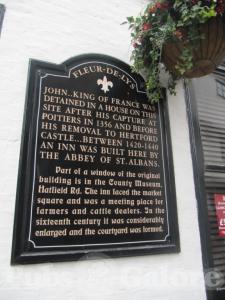 FLEUR-DE-LYS
JOHN..KING OF FRANCE WAS
DETAINED IN A HOUSE ON THIS
SITE AFTER HIS CAPTURE AT
POITIERS IN 1356 AND BEFORE
HIS REMOVAL TO HERTFORD
CASTLE...BETWEEN 1420-1440
AN INN WAS BUILT HERE BY
THE ABBEY OF ST. ALBANS.
Part of a window of the original
building is in the County Museum,
Hatfield Rd. The inn faced the market
square and was a meeting place for
farmers and cattle dealers. In the
sixteenth century it was considerably
enlarged and the courtyard was formed.